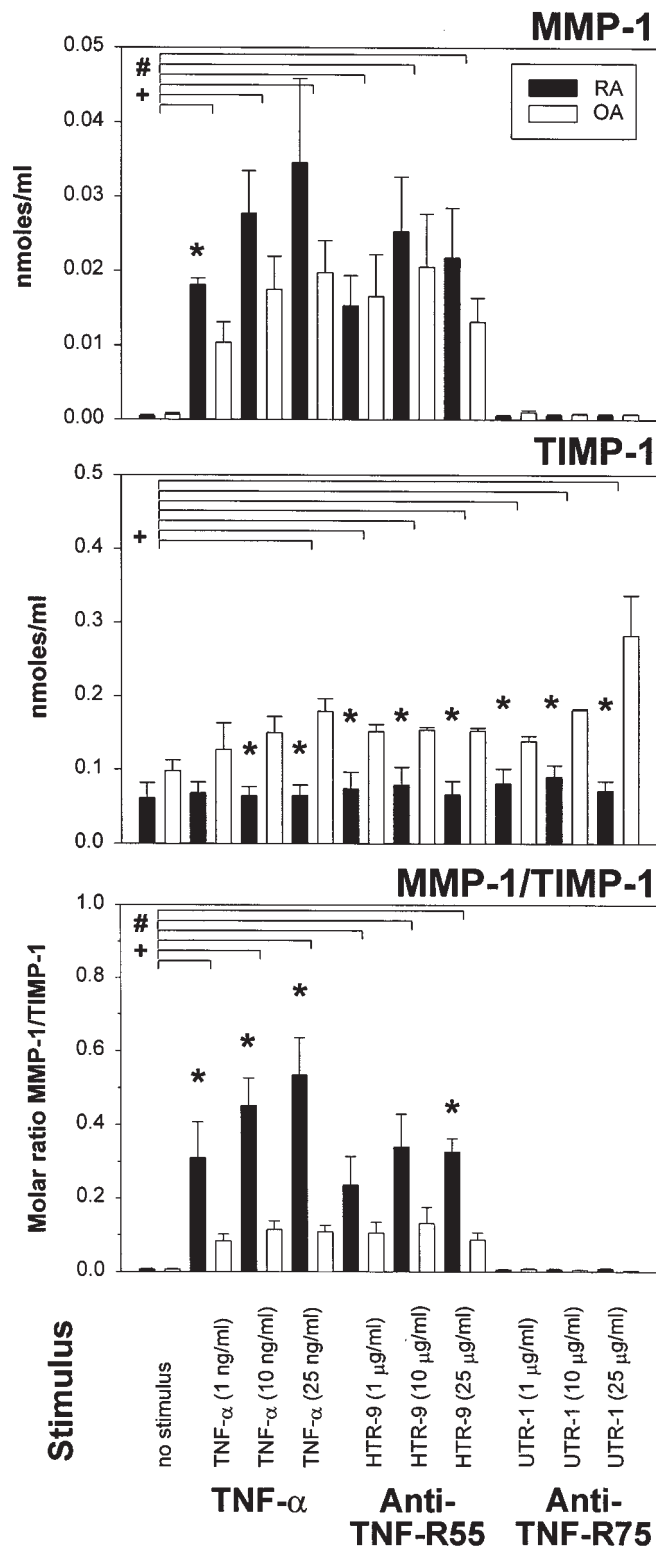 MMP-1
0.05
#
+
RA
OA
0.04
nmoles/ml
0.03
*
0.02
0.01
0.00
TIMP-1
0.5
+
0.4
nmoles/ml
0.3
0.2
* * * * * * * *
0.1
0.0
MMP-1/TIMP-1
1.0
#
+
0.8
Molar ratio MMP-1/TIMP-1
*
0.6
*
*
*
0.4
0.2
0.0
Stimulus
no stimulus
TNF-α (1 ng/ml)
TNF-α (10 ng/ml)
TNF-α (25 ng/ml)
HTR-9 (1 μg/ml)
HTR-9 (10 μg/ml)
HTR-9 (25 μg/ml)
UTR-1 (1 μg/ml)
UTR-1 (10 μg/ml)
UTR-1 (25 μg/ml)
TNF-α
Anti-
TNF-R55
Anti-
TNF-R75